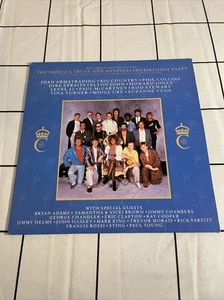 THE PRINCE'S TRUST 10TH ANNIVERSARY BIRTHDAY PARTY
JOAN ARMATRADING • BIG COUNTRY • PHIL COLLINS
DIRE STRAITS • ELTON JOHN • HOWARD JONES
LEVEL 42 • PAUL McCARTNEY • ROD STEWART
TINA TURNER • MIDGE URE • SUZANNE VEGA
WITH SPECIAL GUESTS
BRYAN ADAMS • SAMANTHA & VICKI BROWN • JIMMY CHAMBERS
GEORGE CHANDLER • ERIC CLAPTON • RAY COOPER
JIMMY HELMS • JOHN ILLSLEY • MARK KING • TREVOR MORAIS • RICK PARFITT
FRANCIS ROSSI • STING • PAUL YOUNG